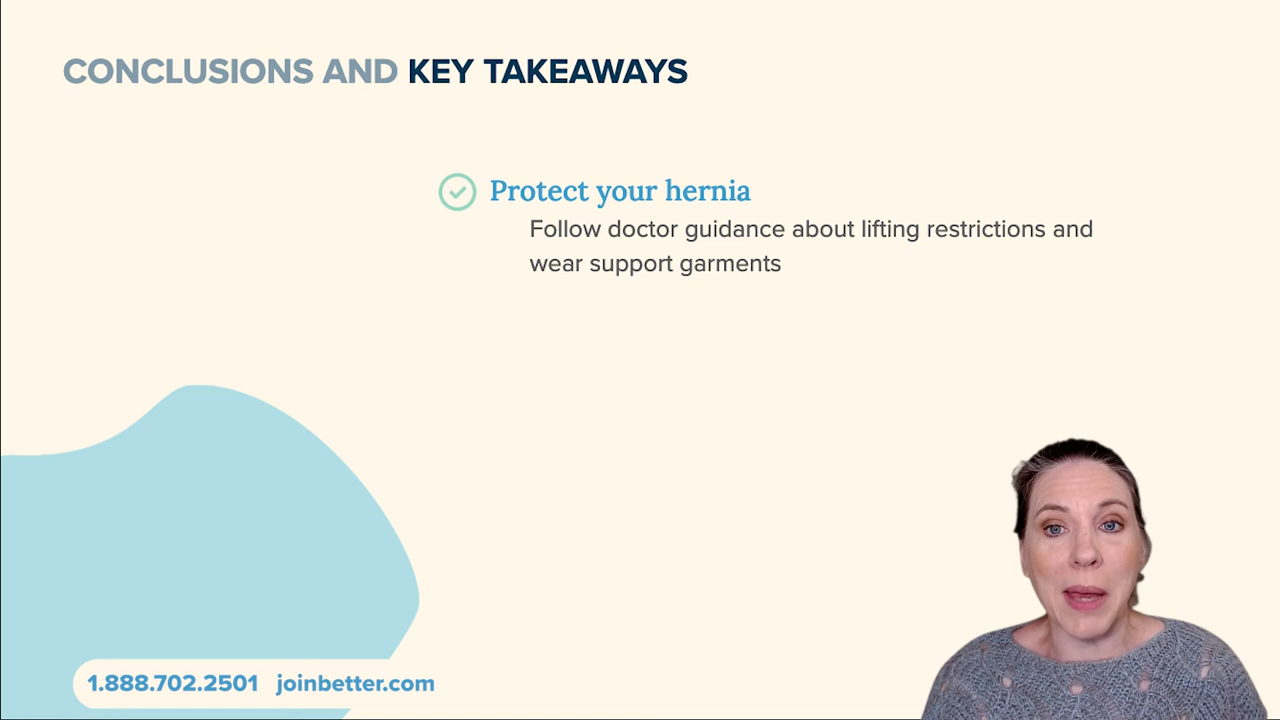 CONCLUSIONS AND KEY TAKEAWAYS
Protect your hernia
Follow doctor guidance about lifting restrictions and
wear support garments
1.888.702.2501 joinbetter.com